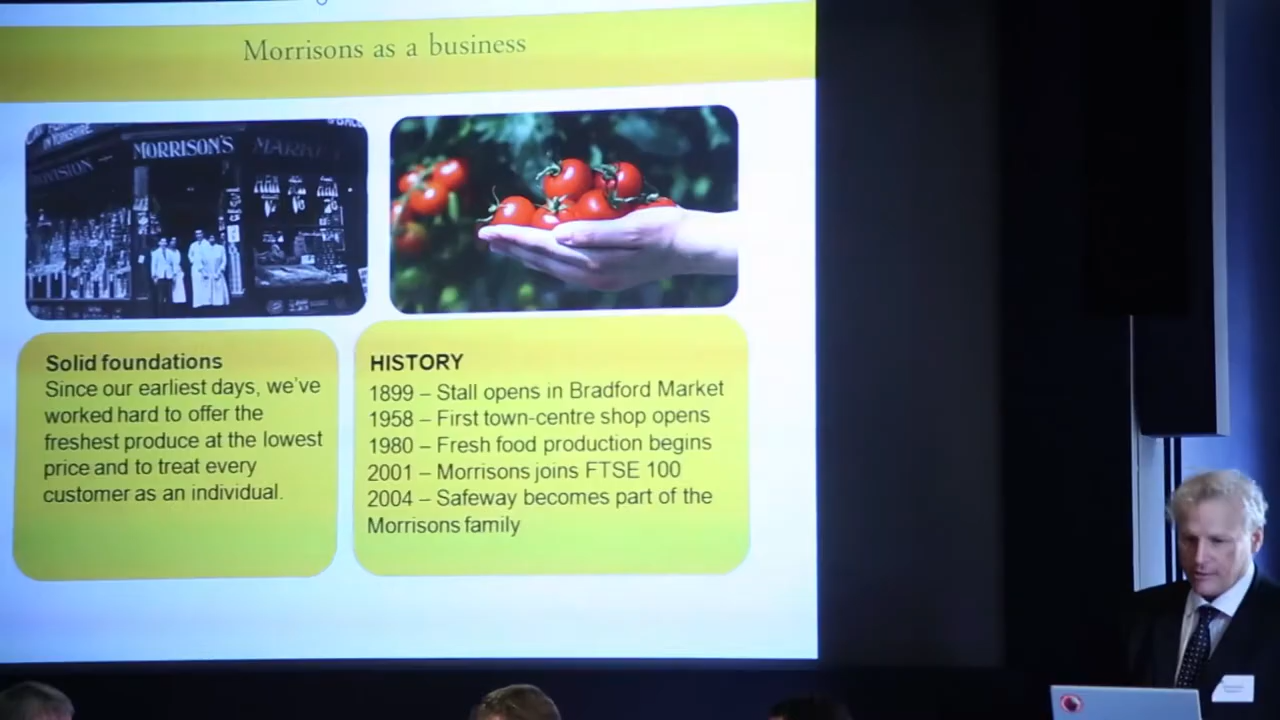 Morrisons as a business
IN YORKSHIRE
MORRISON'S
Solid foundations
Since our earliest days, we've
worked hard to offer the
freshest produce at the lowest
price and to treat every
customer as an individual.
HISTORY
1899 – Stall opens in Bradford Market
1958 – First town-centre shop opens
1980 – Fresh food production begins
2001 – Morrisons joins FTSE 100
2004 – Safeway becomes part of the
Morrisons family